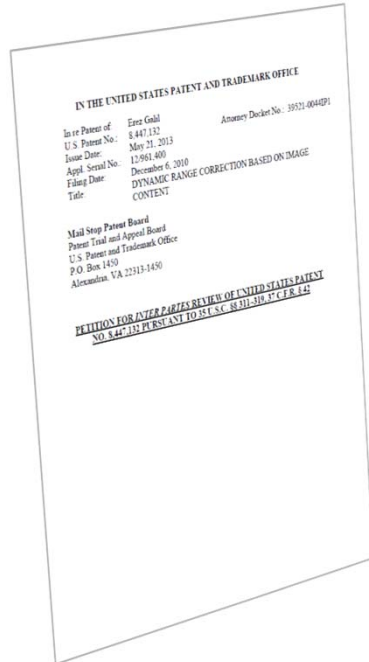 IN THE UNITED STATES PATENT AND TRADEMARK OFFICE
In re Patent of: Erez Galil
U.S. Patent No.: 8,447,132 Attorney Docket No.: 39521-0044IP1
Issue Date: May 21, 2013
Appl. Serial No.: 12/961,400
Filing Date: December 6, 2010
Title: DYNAMIC RANGE CORRECTION BASED ON IMAGE
CONTENT
Mail Stop Patent Board
Patent Trial and Appeal Board
U.S. Patent and Trademark Office
P.O. Box 1450
Alexandria, VA 22313-1450
PETITION FOR INTER PARTES REVIEW OF UNITED STATES PATENT
NO. 8,447,132 PURSUANT TO 35 U.S.C. §§ 311–319, 37 C.F.R. § 42